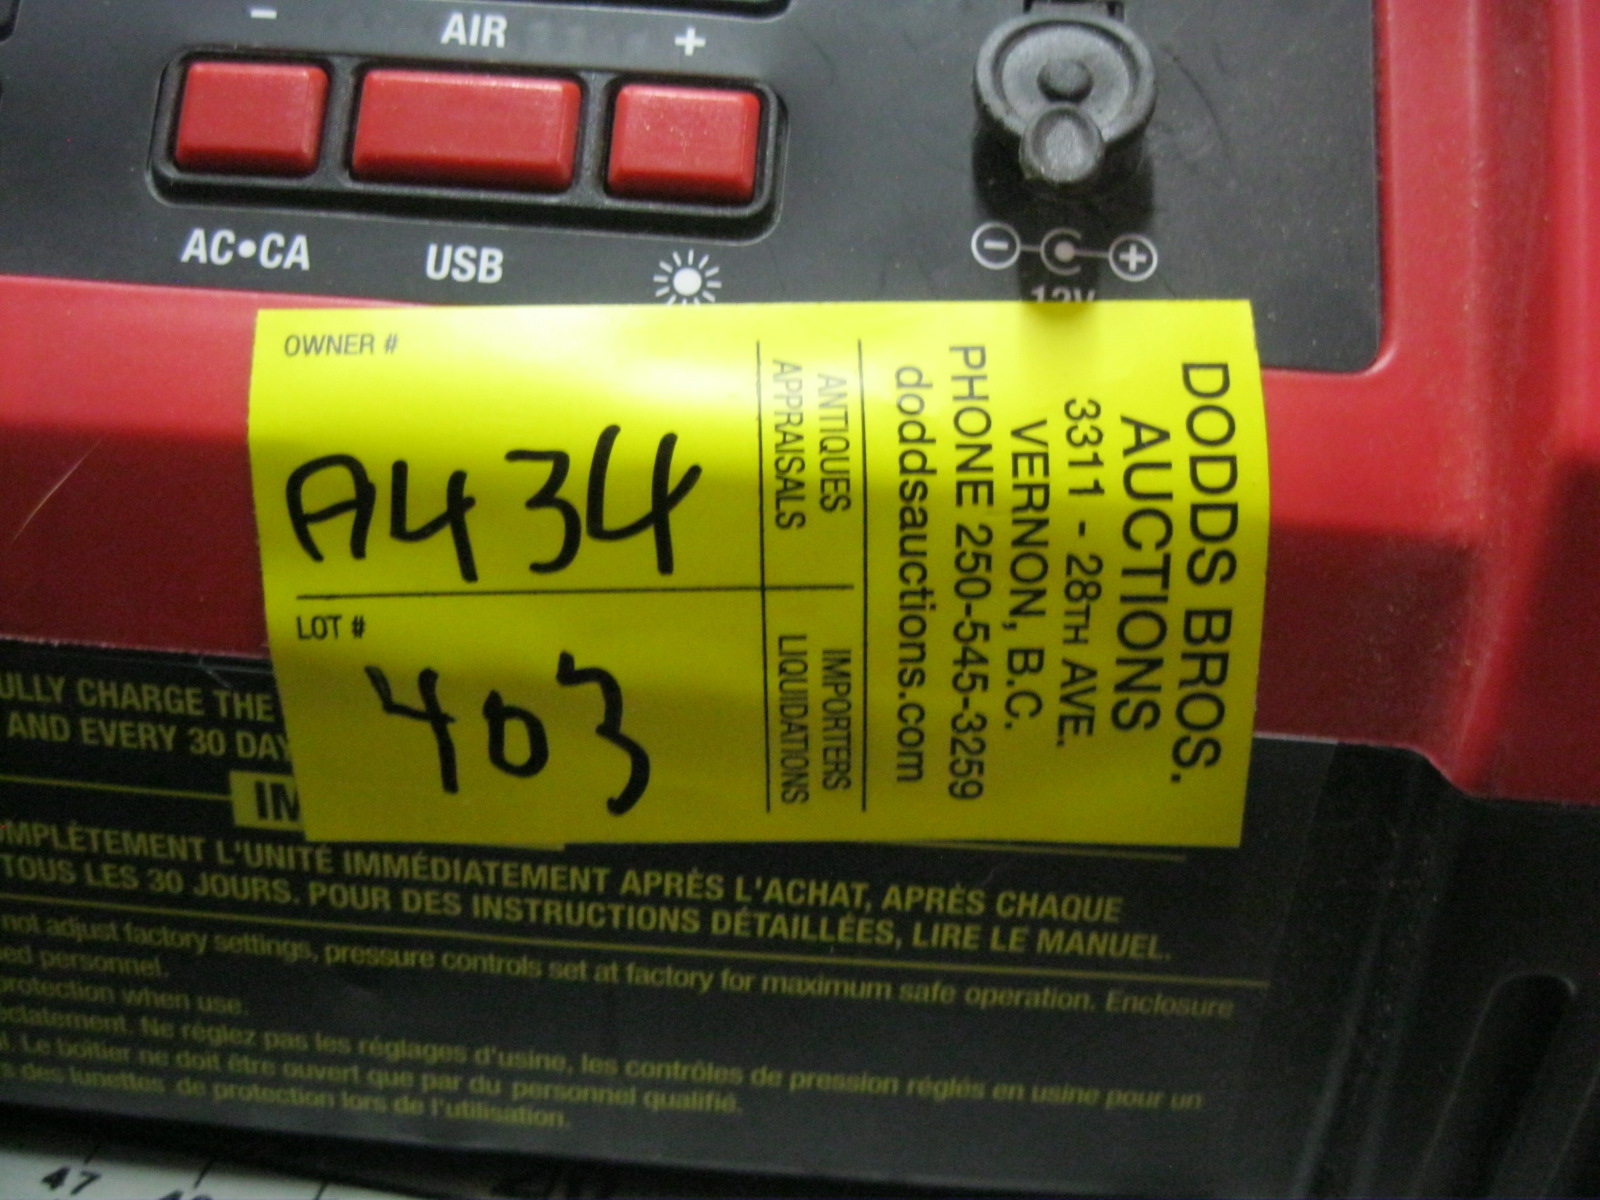 − AIR +
AC•CA USB
− +
12V
OWNER #
A434
LOT #
403
ANTIQUES
APPRAISALS
IMPORTERS
LIQUIDATIONS
DODDS BROS.
AUCTIONS
3311 - 28TH AVE.
VERNON, B.C.
PHONE 250-545-3259
doddsauctions.com
CHARGE THE
AND EVERY 30
L'UNITÉ IMMÉDIATEMENT APRÈS L'ACHAT, APRÈS CHAQUE
TOUS LES 30 JOURS. POUR DES INSTRUCTIONS DÉTAILLÉES, LIRE LE MANUEL.
not adjust factory settings, pressure controls set at factory for maximum safe operation. Enclosure
personnel.
protection when use.
Ne réglez pas les réglages d'usine, les contrôles de pression réglés en usine pour un
Le boîtier ne doit être ouvert que par du personnel qualifié.
des lunettes de protection lors de l'utilisation.
47